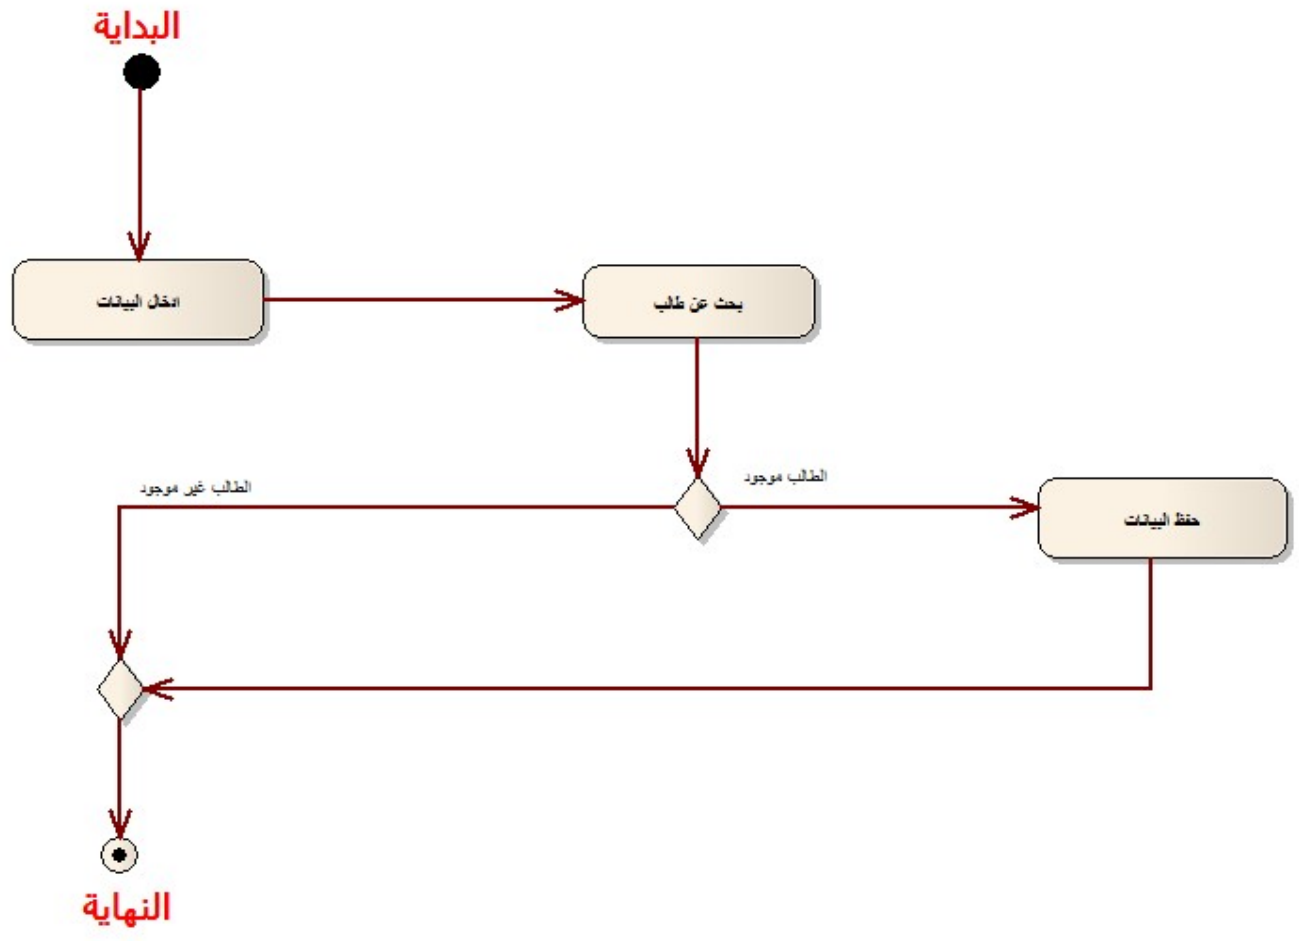 البداية
ادخال البيانات
بحث عن طالب
الطالب موجود
الطالب غير موجود
حفظ البيانات
النهاية